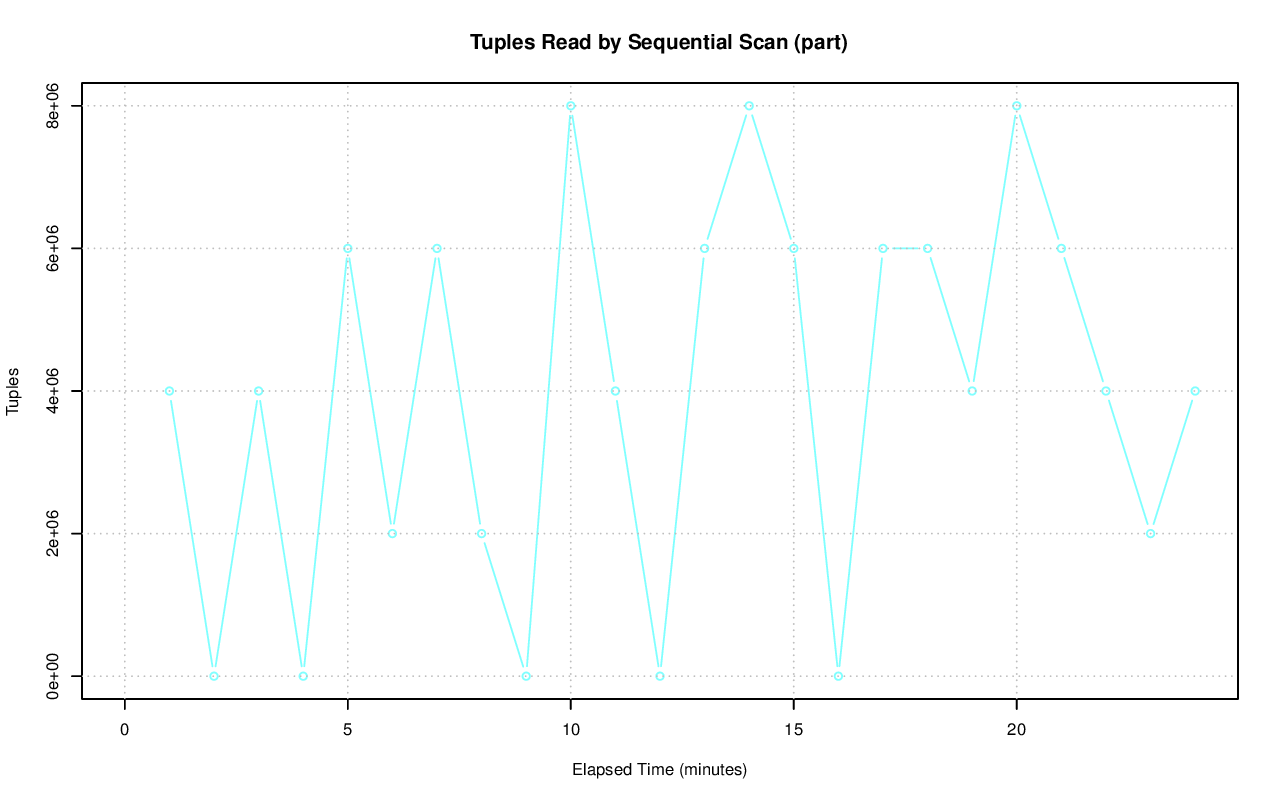 Tuples Read by Sequential Scan (part)
8e+06
6e+06
4e+06
2e+06
0e+00
Tuples
0 5 10 15 20
Elapsed Time (minutes)